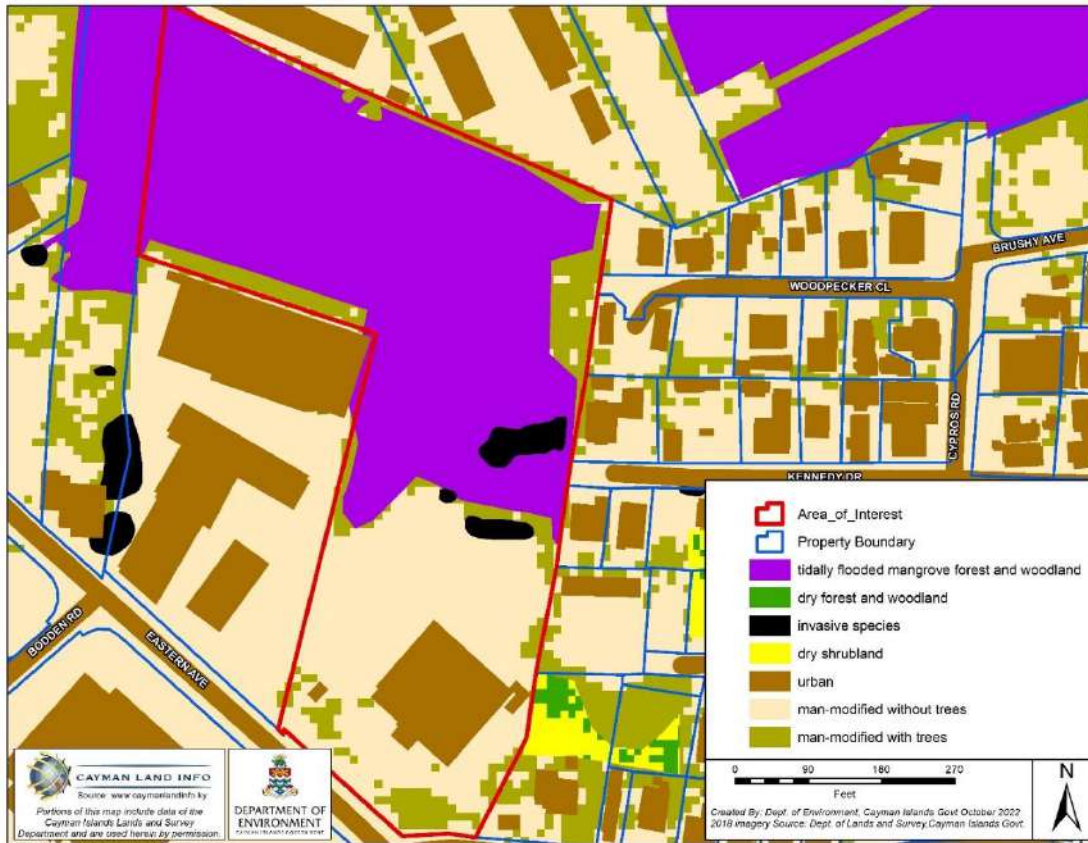 BRUSHY AVE
WOODPECKER CL
CYPROS RD
KENNEDY DR
BODDEN RD
EASTERN AVE
Area_of_Interest
Property Boundary
tidally flooded mangrove forest and woodland
dry forest and woodland
invasive species
dry shrubland
urban
man-modified without trees
man-modified with trees
0 90 180 270
Feet
N
Created By: Dept. of Environment, Cayman Islands Govt October 2022
2018 imagery Source: Dept. of Lands and Survey, Cayman Islands Govt.
CAYMAN LAND INFO
Source: www.caymanlandinfo.ky
Portions of this map include data of the
Cayman Islands Lands and Survey
Department and are used herein by permission.
DEPARTMENT OF
ENVIRONMENT
CAYMAN ISLANDS GOVERNMENT